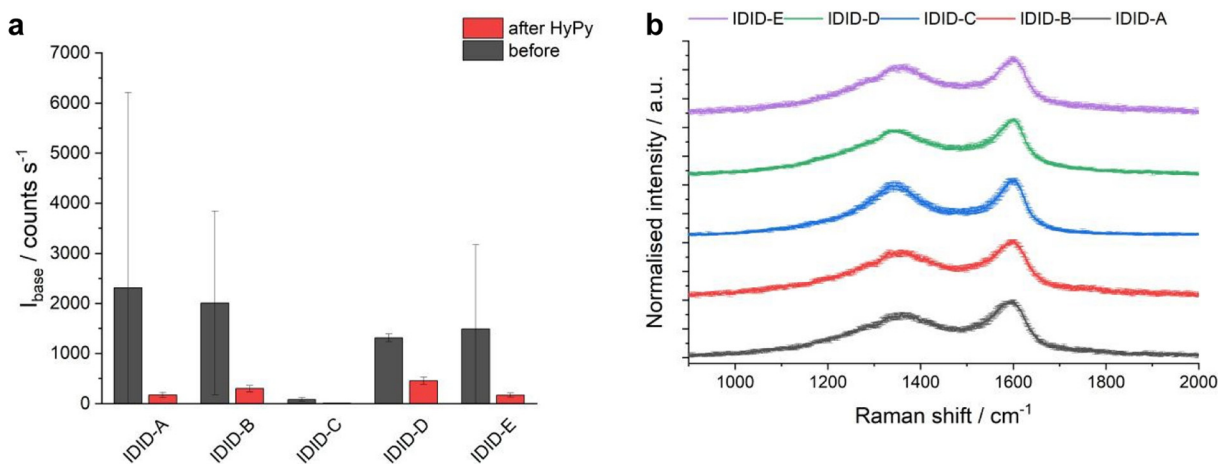 a
after HyPy
before
7000
6000
5000
4000
3000
2000
1000
0
I_base / counts s⁻¹
IDID-A
IDID-B
IDID-C
IDID-D
IDID-E
b
IDID-E IDID-D IDID-C IDID-B IDID-A
Normalised intensity / a.u.
1000 1200 1400 1600 1800 2000
Raman shift / cm⁻¹